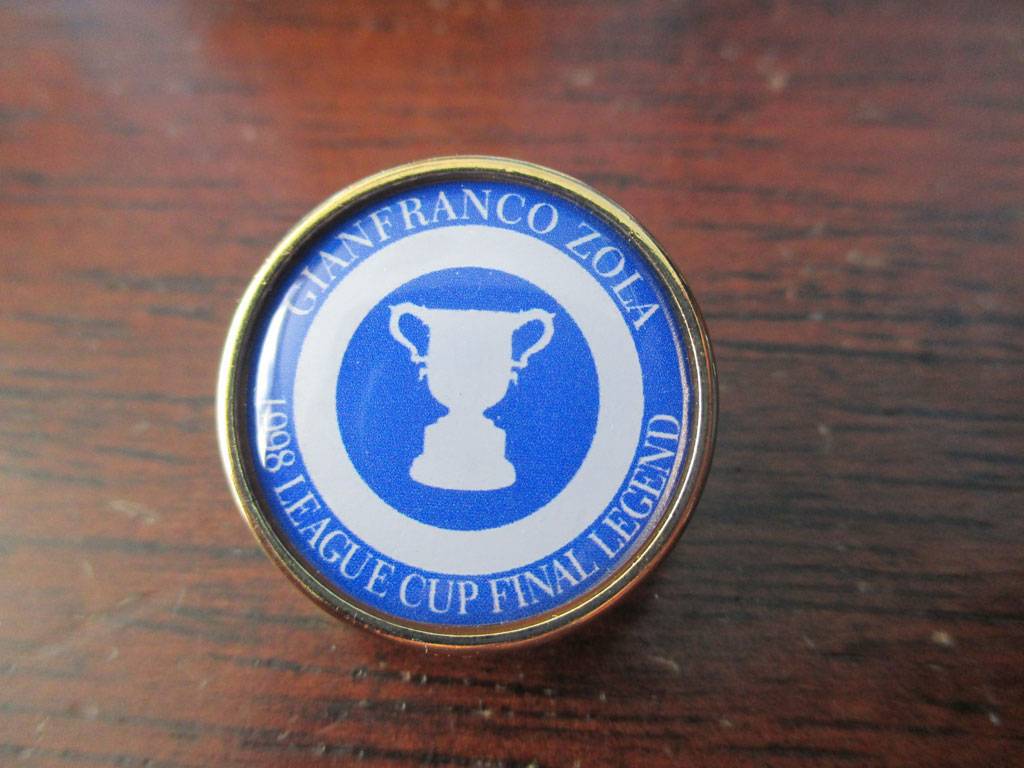 GIANFRANCO ZOLA
1998 LEAGUE CUP FINAL LEGEND